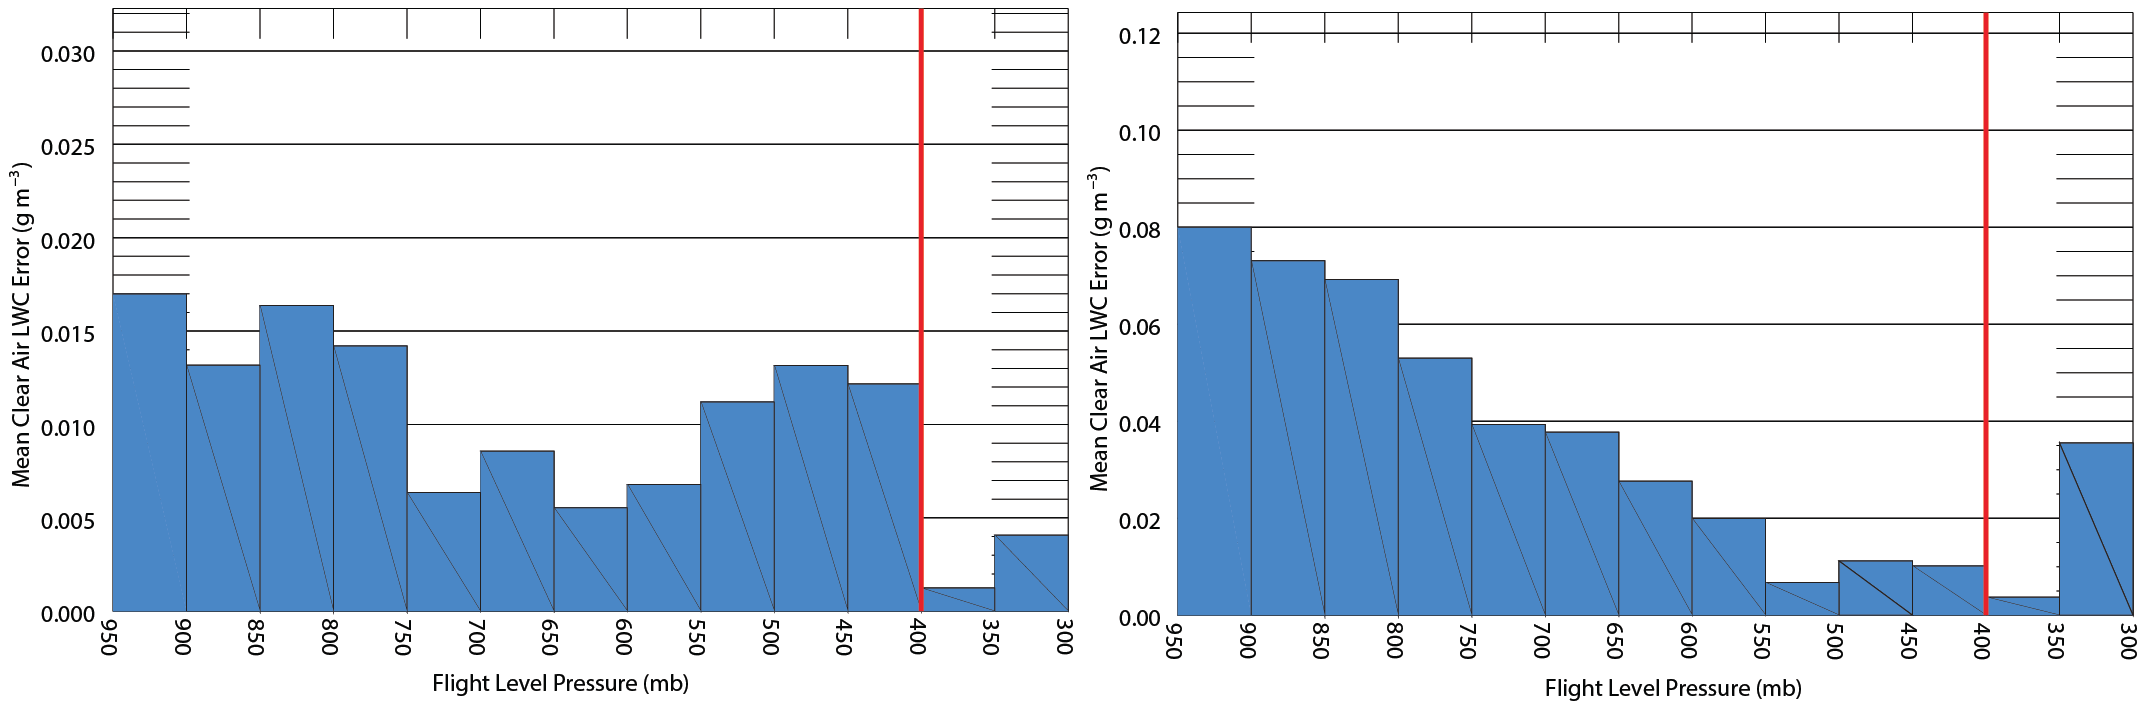 Mean Clear Air LWC Error (g m⁻³)
0.030
0.025
0.020
0.015
0.010
0.005
0.000
950 900 850 800 750 700 650 600 550 500 450 400 350 300
Flight Level Pressure (mb)
Mean Clear Air LWC Error (g m⁻³)
0.12
0.10
0.08
0.06
0.04
0.02
0.00
950 900 850 800 750 700 650 600 550 500 450 400 350 300
Flight Level Pressure (mb)